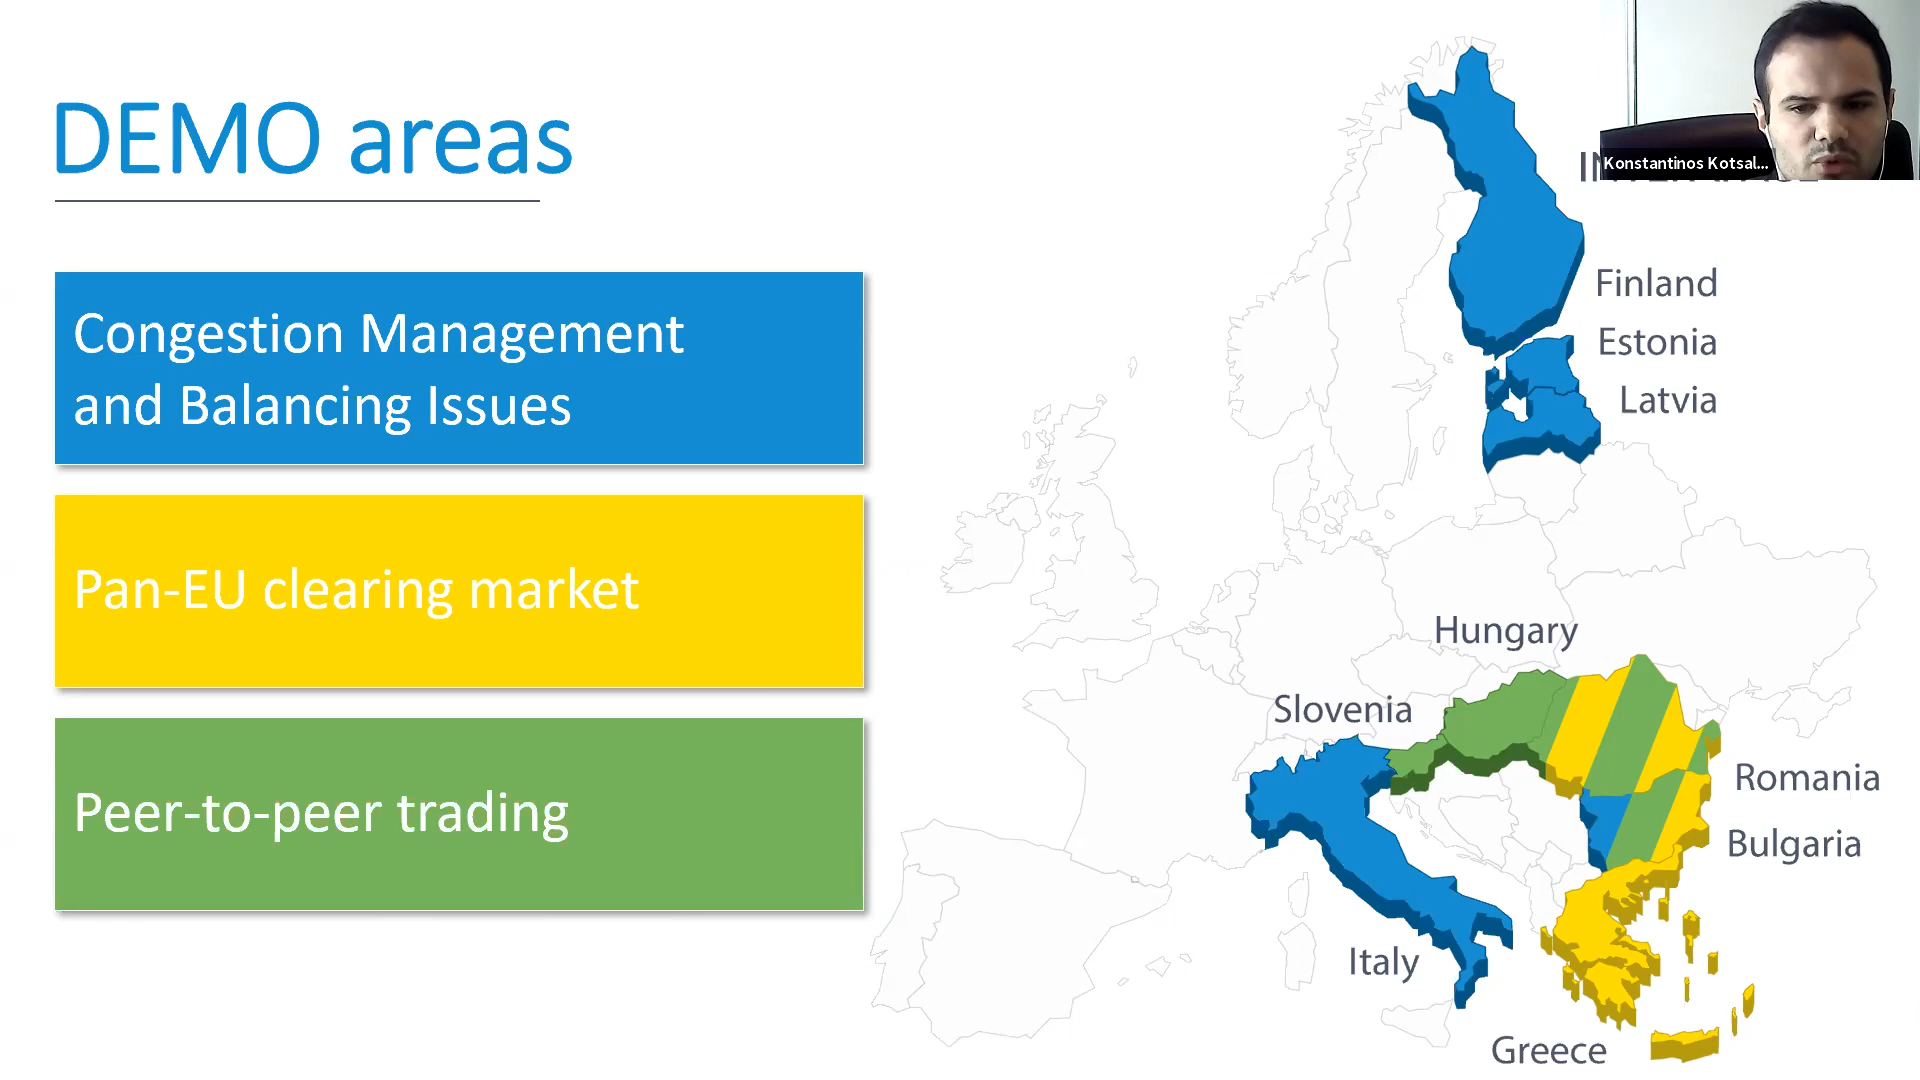 DEMO areas
Konstantinos Kotsal...
Congestion Management
and Balancing Issues
Pan-EU clearing market
Peer-to-peer trading
Finland
Estonia
Latvia
Hungary
Slovenia
Romania
Bulgaria
Italy
Greece